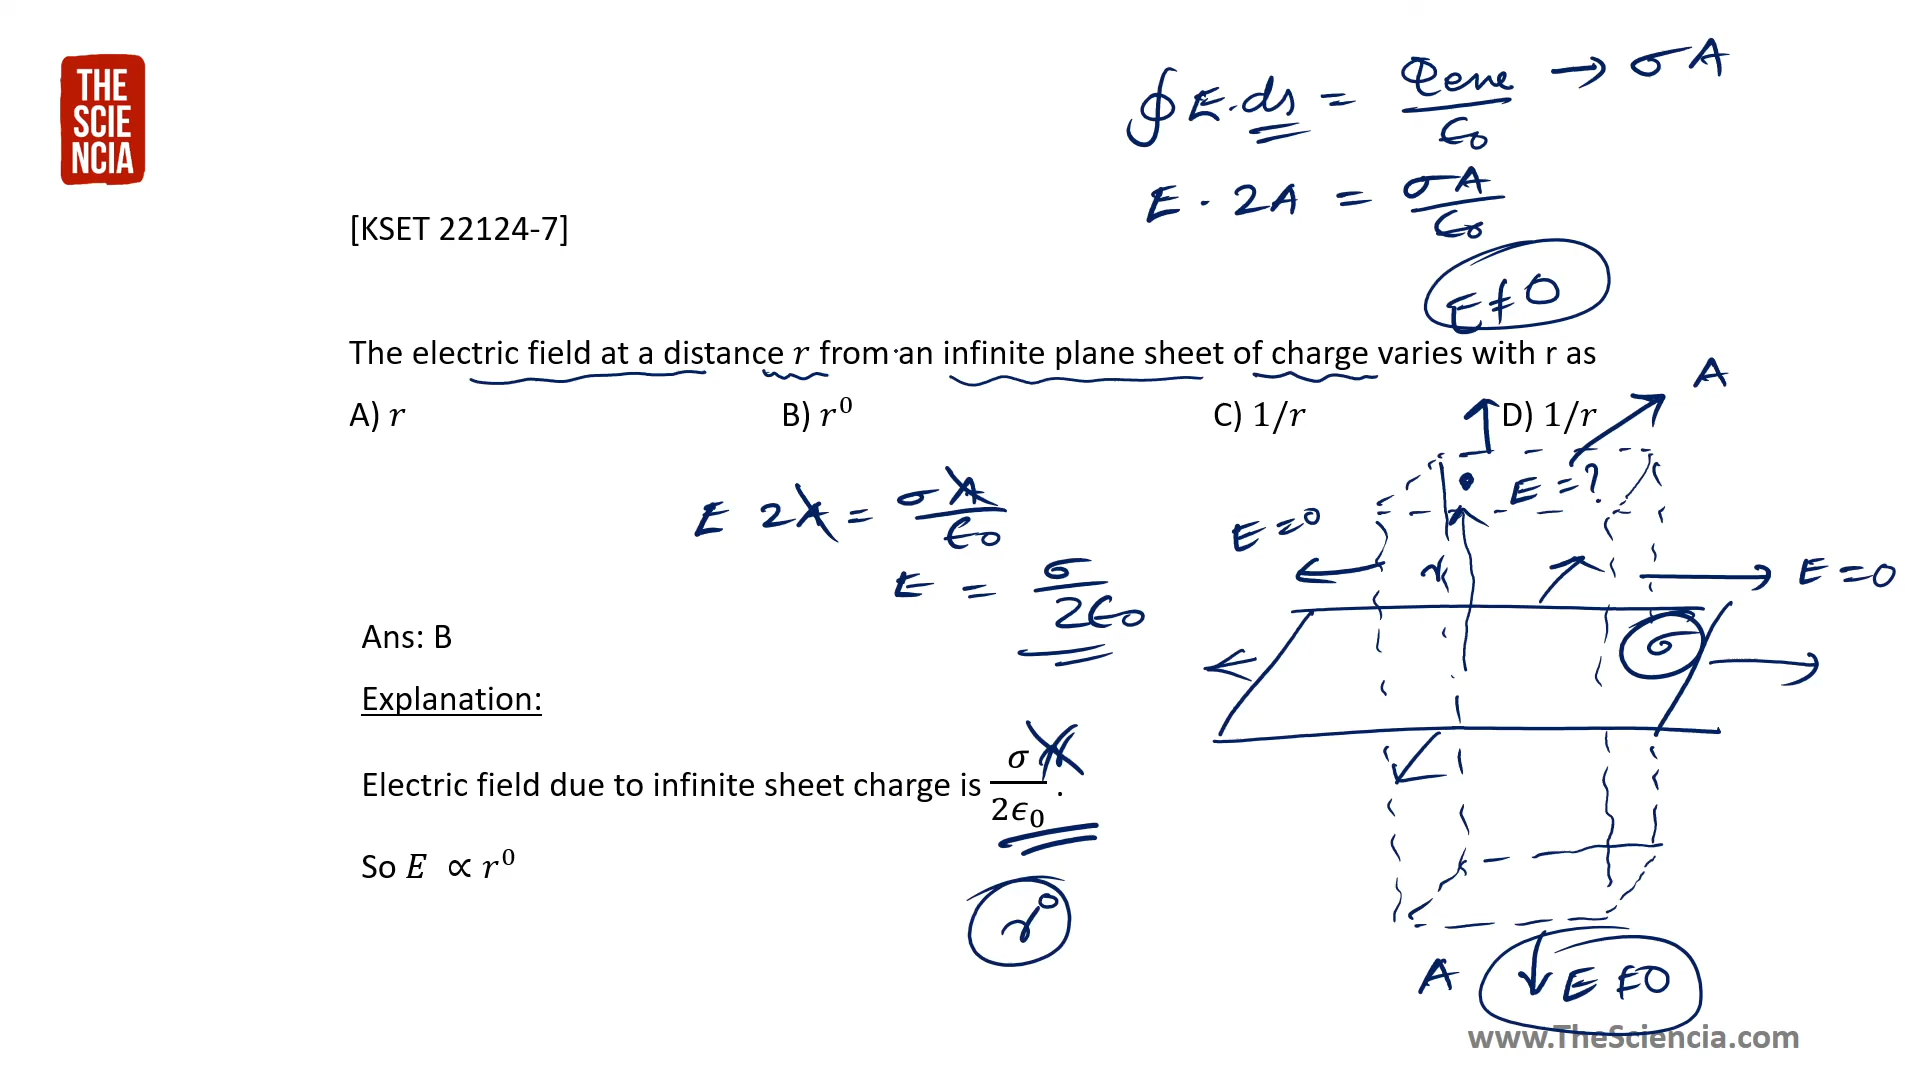 THE
SCIE
NCIA
∮ E. ds = Qenc/ϵ₀ → σ A
E · 2A = σA/ϵ₀
[KSET 22124-7]
E ≠ 0
The electric field at a distance r from an infinite plane sheet of charge varies with r as
A
A) r B) r⁰ C) 1/r D) 1/r
E = ?
E 2A = σA/ϵ₀
E = 0
r
E = 0
E = σ/2ϵ₀
σ
Ans: B
Explanation:
Electric field due to infinite sheet charge is σ/2ϵ₀ .
So E ∝ r⁰
r⁰
A
E ≠ 0
www.TheSciencia.com